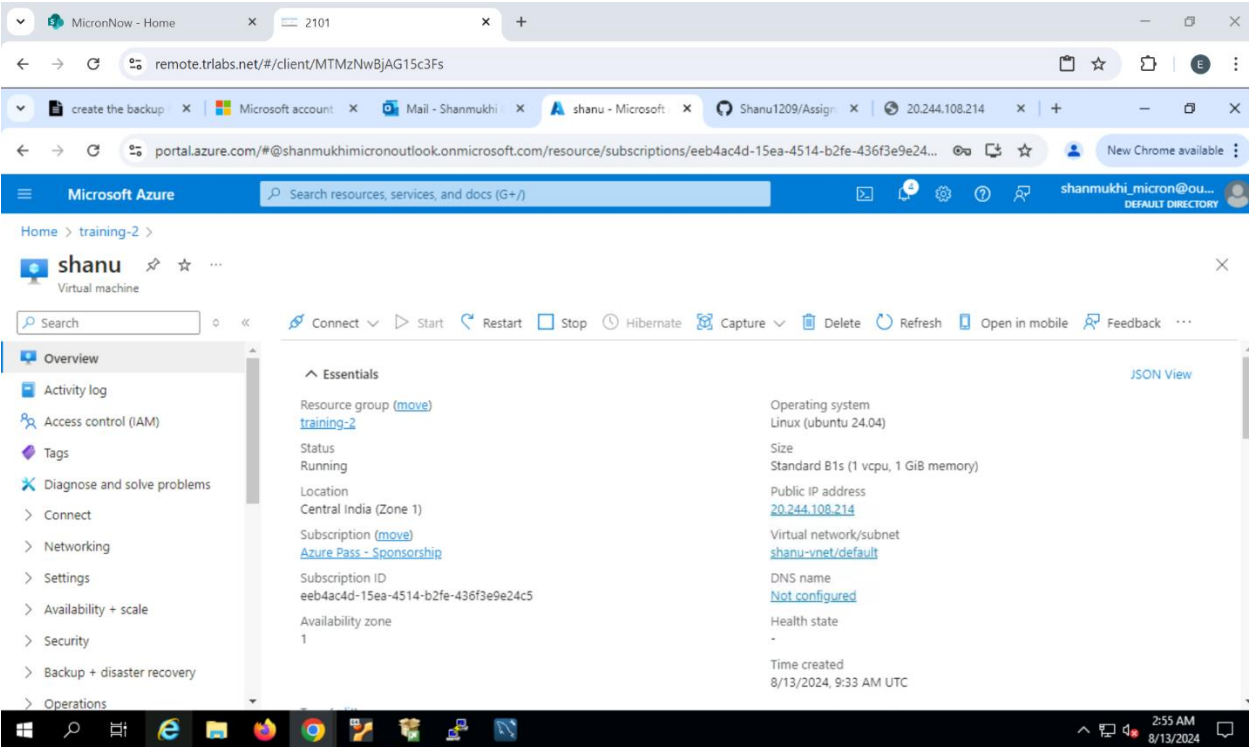 MicronNow - Home
2101
remote.trlabs.net/#/client/MTMzNwBjAG15c3Fs
E
create the backup
Microsoft account
Mail - Shanmukhi
shanu - Microsoft
Shanu1209/Assign
20.244.108.214
portal.azure.com/#@shanmukhimicronoutlook.onmicrosoft.com/resource/subscriptions/eeb4ac4d-15ea-4514-b2fe-436f3e9e24...
New Chrome available
Microsoft Azure
Search resources, services, and docs (G+/)
4
shanmukhi_micron@ou...
DEFAULT DIRECTORY
Home > training-2 >
shanu
Virtual machine
Search
Connect
Start
Restart
Stop
Hibernate
Capture
Delete
Refresh
Open in mobile
Feedback
Overview
Activity log
Access control (IAM)
Tags
Diagnose and solve problems
Connect
Networking
Settings
Availability + scale
Security
Backup + disaster recovery
Operations
Essentials
JSON View
Resource group (move)
training-2
Status
Running
Location
Central India (Zone 1)
Subscription (move)
Azure Pass - Sponsorship
Subscription ID
eeb4ac4d-15ea-4514-b2fe-436f3e9e24c5
Availability zone
1
Operating system
Linux (ubuntu 24.04)
Size
Standard B1s (1 vcpu, 1 GiB memory)
Public IP address
20.244.108.214
Virtual network/subnet
shanu-vnet/default
DNS name
Not configured
Health state
-
Time created
8/13/2024, 9:33 AM UTC
2:55 AM
8/13/2024